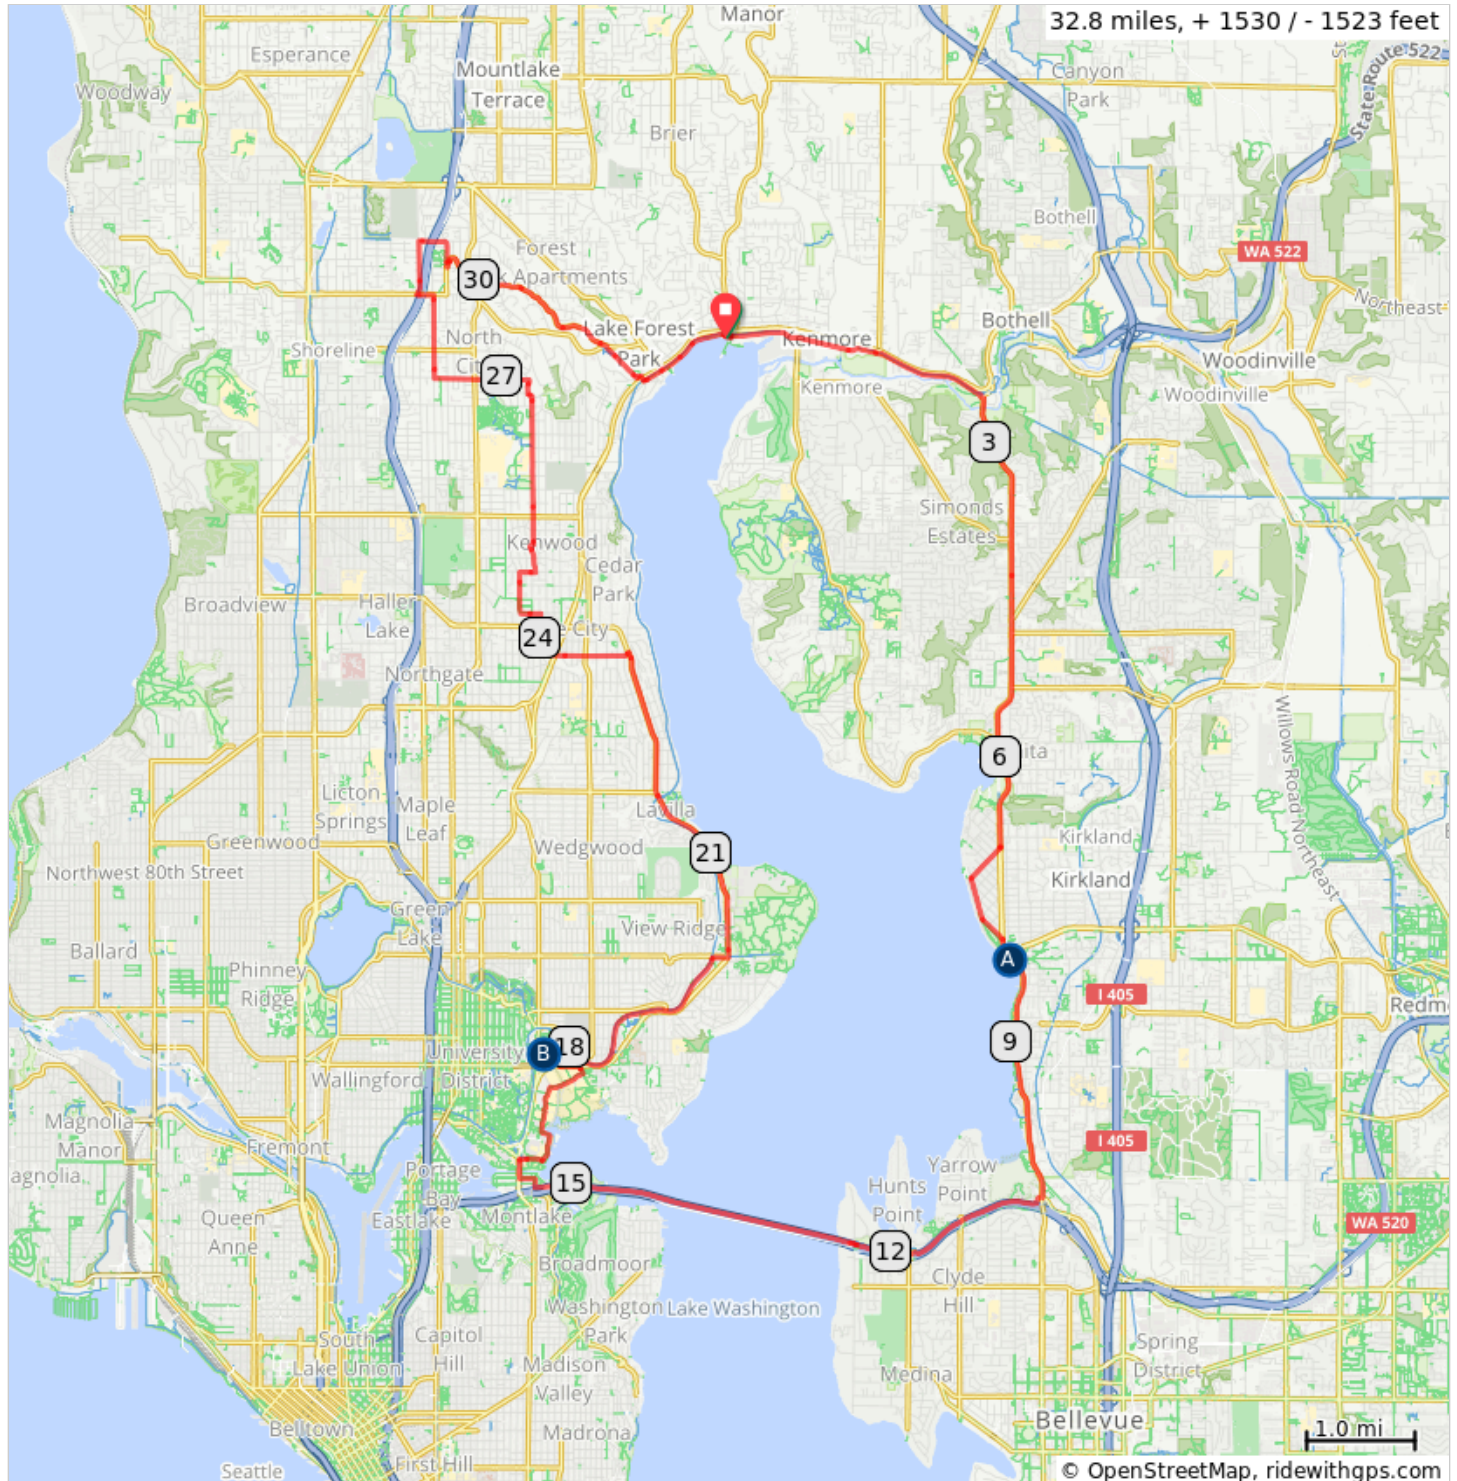 Manor
32.8 miles, + 1530 / - 1523 feet
Esperance
Mountlake
Terrace
Woodway
Canyon
Park
State Route 522
Brier
Bothell
WA 522
Forest
Apartments
30
Northeast
Lake Forest
Park
Kenmore
Bothell
North
Shoreline
Woodinville
27
Kenmore
Woodinville
3
Simonds
Estates
Kenwood
Cedar
Park
Broadview
Haller
Lake
24
City
Northgate
Willows Road Northeast
6
ita
Licton
Springs
Maple
Leaf
Lavilla
Kirkland
Greenwood
Wedgwood
21
Northwest 80th Street
Kirkland
Green
Lake
View Ridge
Ballard
A
Phinney
Ridge
I 405
Redm
9
University
District
B
18
Wallingford
Magnolia
Manor
agnolia
Fremont
I 405
Portage
Bay
Yarrow
Point
15
Hunts
Point
Queen
Anne
Eastlake
Montlake
WA 520
12
Broadmoor
Clyde
Hill
Washington
Park
Lake Washington
South
Lake Union
Capitol
Hill
Spring
District
Madison
Valley
Medina
Belltown
Madrona
Bellevue
1.0 mi
Seattle
First Hill
© OpenStreetMap, ridewithgps.com